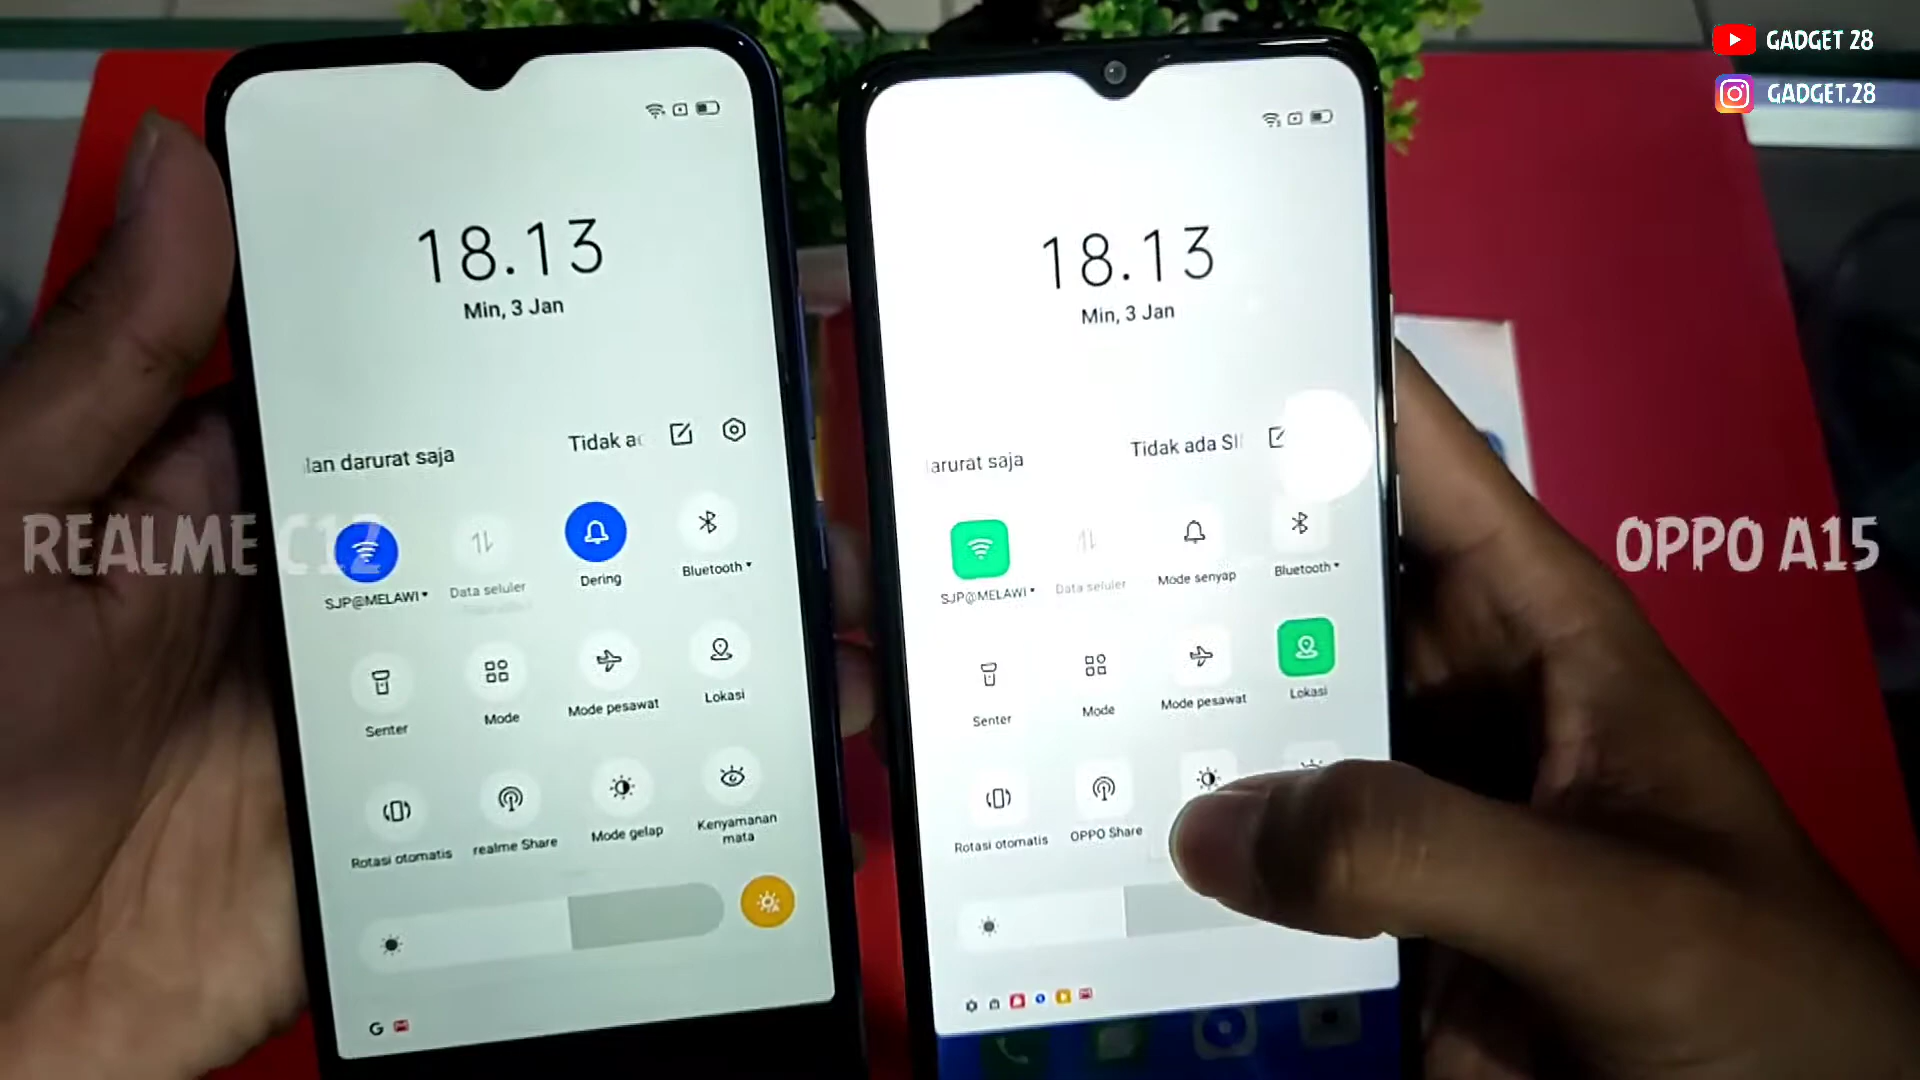 GADGET 28
GADGET.28
REALME C12
OPPO A15
18.13
Min, 3 Jan
lan darurat saja
Tidak a
SJP@MELAWI
Data seluler
Dering
Bluetooth
Senter
Mode
Mode pesawat
Lokasi
Rotasi otomatis
realme Share
Mode gelap
Kenyamanan
mata
G
18.13
Min, 3 Jan
arurat saja
Tidak ada SI
SJP@MELAWI
Data seluler
Mode senyap
Bluetooth
Senter
Mode
Mode pesawat
Lokasi
Rotasi otomatis
OPPO Share